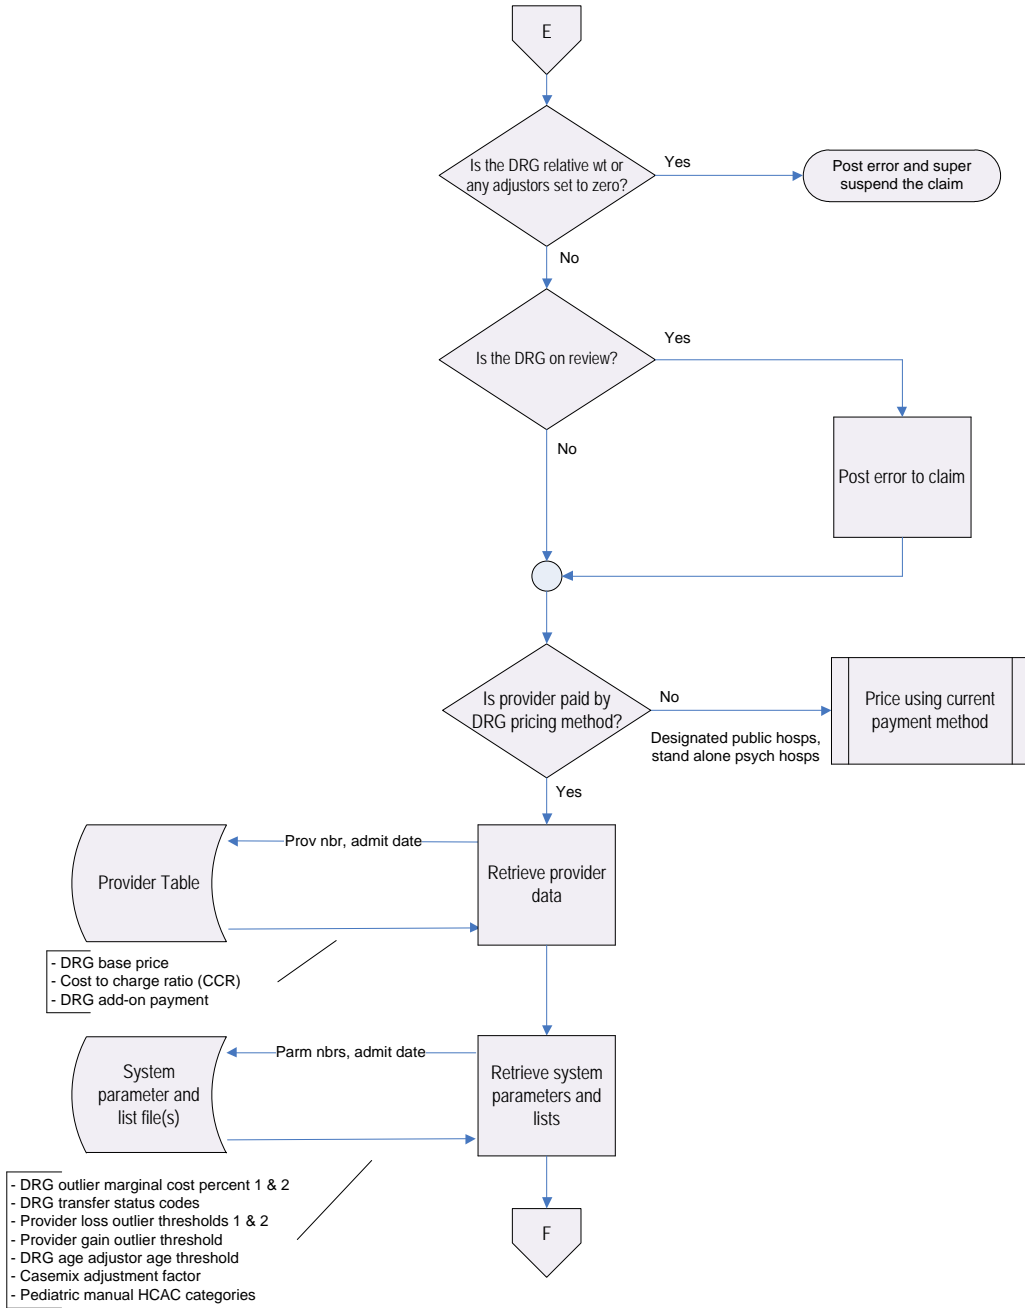 E
Is the DRG relative wt or
any adjustors set to zero?
Yes
Post error and super
suspend the claim
No
Is the DRG on review?
Yes
No
Post error to claim
Is provider paid by
DRG pricing method?
No
Designated public hosps,
stand alone psych hosps
Price using current
payment method
Yes
Provider Table
Prov nbr, admit date
Retrieve provider
data
- DRG base price
- Cost to charge ratio (CCR)
- DRG add-on payment
System
parameter and
list file(s)
Parm nbrs, admit date
Retrieve system
parameters and
lists
- DRG outlier marginal cost percent 1 & 2
- DRG transfer status codes
- Provider loss outlier thresholds 1 & 2
- Provider gain outlier threshold
- DRG age adjustor age threshold
- Casemix adjustment factor
- Pediatric manual HCAC categories
F